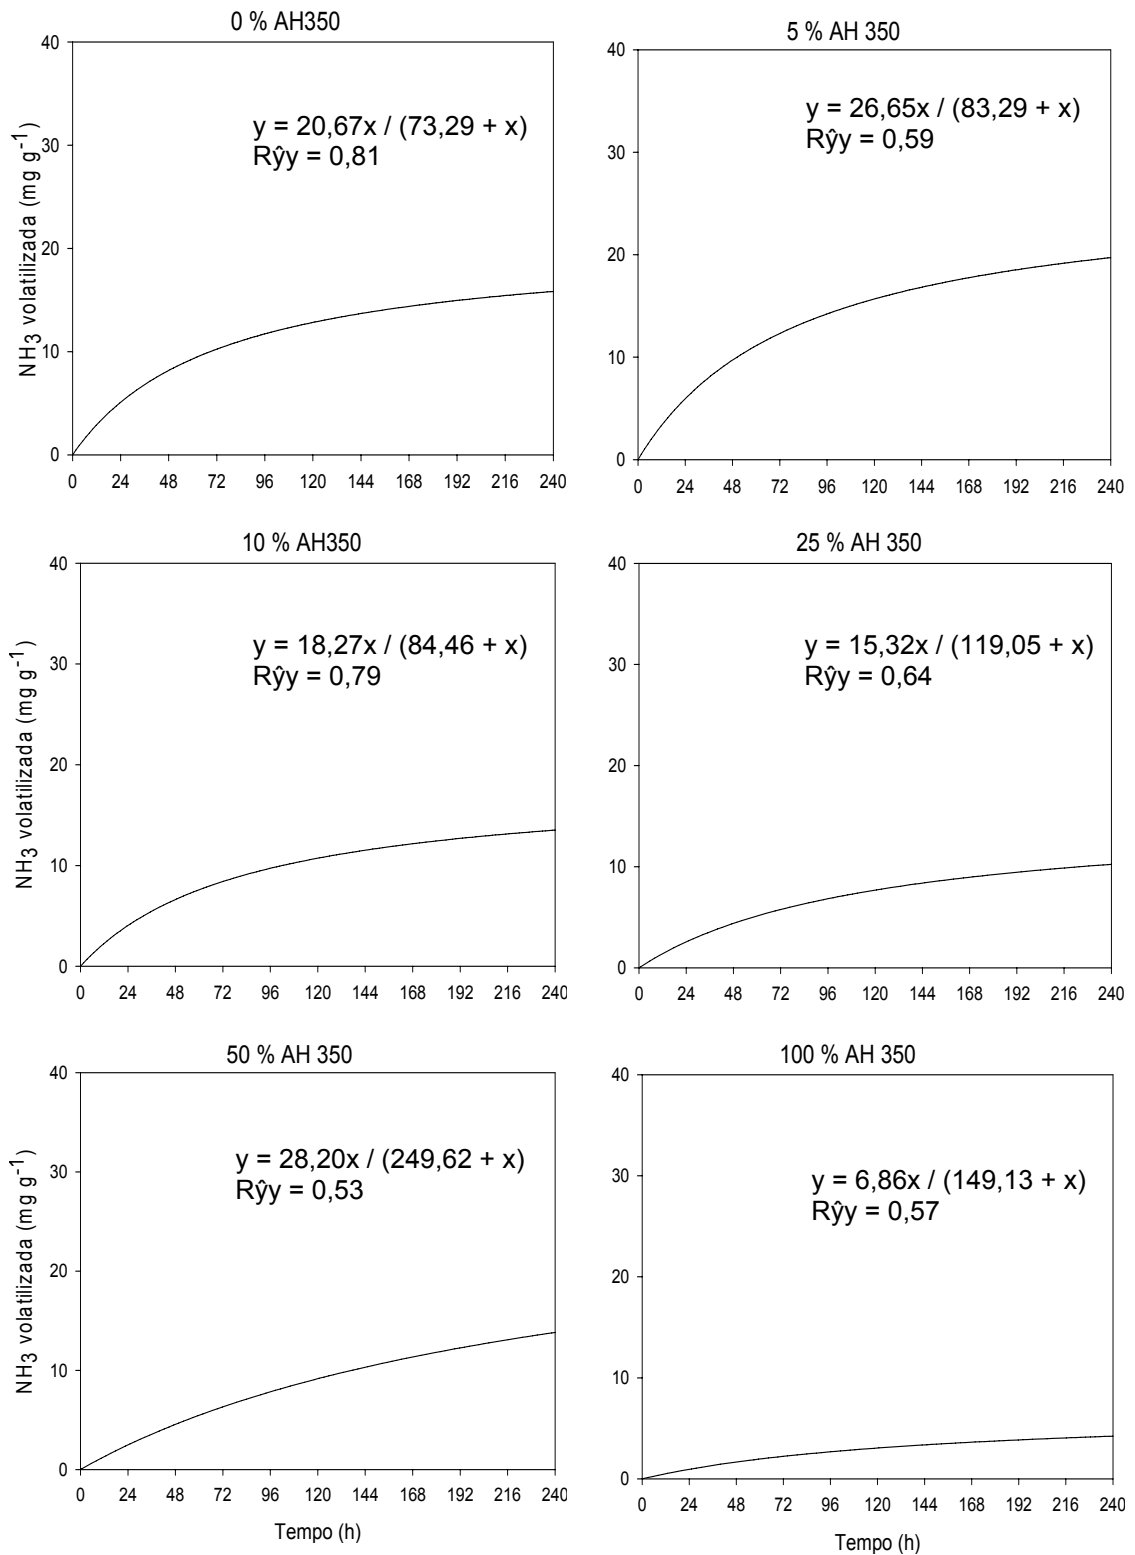 0 % AH350
40
30
20
10
0
NH3 volatilizada (mg g-1)
y = 20,67x / (73,29 + x)
Rŷy = 0,81
0 24 48 72 96 120 144 168 192 216 240
5 % AH 350
40
30
20
10
0
y = 26,65x / (83,29 + x)
Rŷy = 0,59
0 24 48 72 96 120 144 168 192 216 240
10 % AH350
40
30
20
10
0
NH3 volatilizada (mg g-1)
y = 18,27x / (84,46 + x)
Rŷy = 0,79
0 24 48 72 96 120 144 168 192 216 240
25 % AH 350
40
30
20
10
0
y = 15,32x / (119,05 + x)
Rŷy = 0,64
0 24 48 72 96 120 144 168 192 216 240
50 % AH 350
40
30
20
10
0
NH3 volatilizada (mg g-1)
y = 28,20x / (249,62 + x)
Rŷy = 0,53
0 24 48 72 96 120 144 168 192 216 240
Tempo (h)
100 % AH 350
40
30
20
10
0
y = 6,86x / (149,13 + x)
Rŷy = 0,57
0 24 48 72 96 120 144 168 192 216 240
Tempo (h)